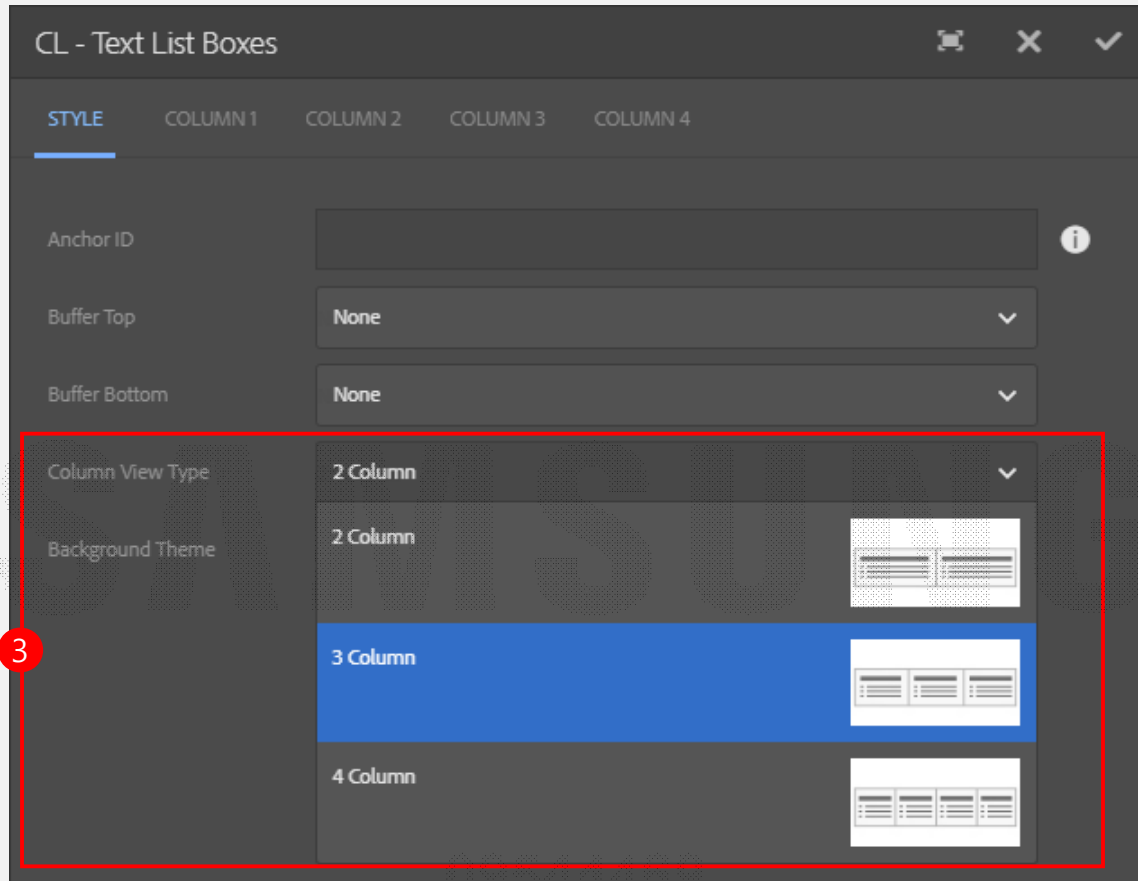 CL - Text List Boxes
STYLE COLUMN 1 COLUMN 2 COLUMN 3 COLUMN 4
Anchor ID
Buffer Top None
Buffer Bottom None
Column View Type 2 Column
Background Theme 2 Column
SAMSUNG
3
3 Column
4 Column